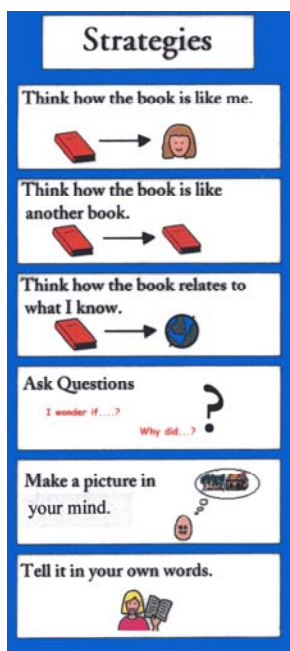 Strategies
Think how the book is like me.
Think how the book is like
another book.
Think how the book relates to
what I know.
Ask Questions
I wonder if....?
?
Why did...?
Make a picture in
your mind.
Tell it in your own words.